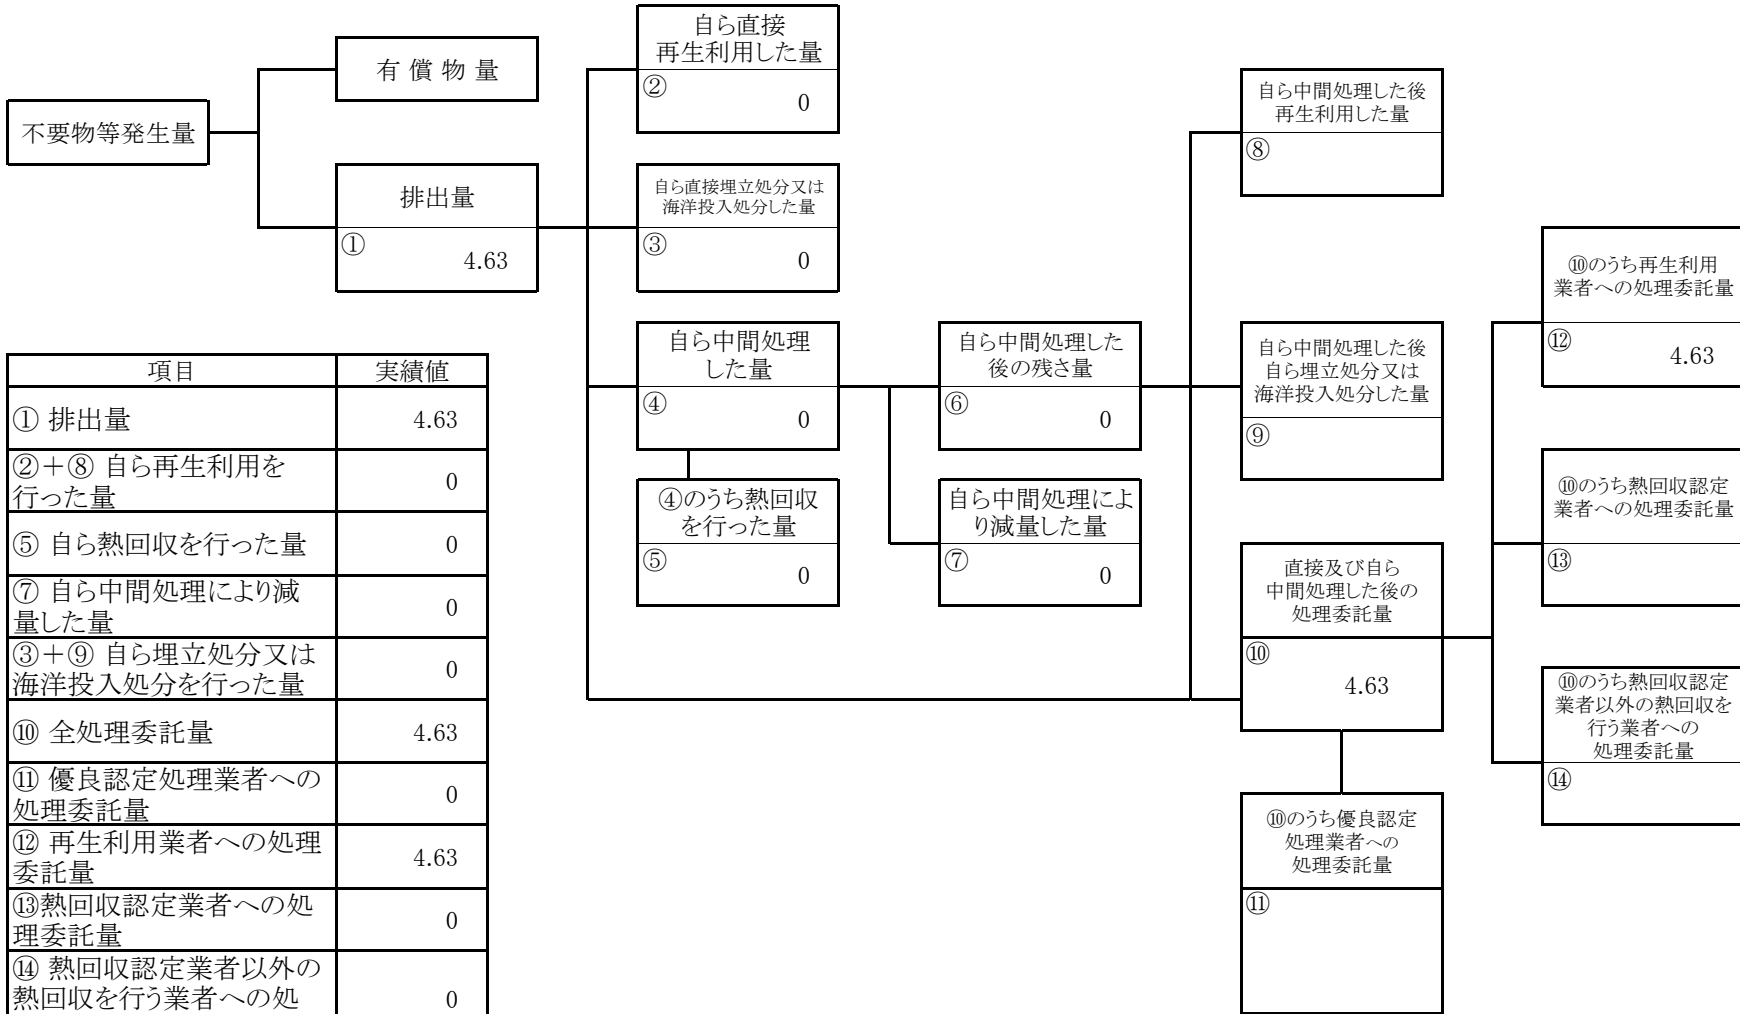 不要物等発生量
有 償 物 量
排出量
①
4.63
自ら直接
再生利用した量
②
0
自ら直接埋立処分又は
海洋投入処分した量
③
0
自ら中間処理
した量
④
0
④のうち熱回収
を行った量
⑤
0
自ら中間処理した
後の残さ量
⑥
0
自ら中間処理によ
り減量した量
⑦
0
自ら中間処理した後
再生利用した量
⑧
自ら中間処理した後
自ら埋立処分又は
海洋投入処分した量
⑨
直接及び自ら
中間処理した後の
処理委託量
⑩
4.63
⑩のうち優良認定
処理業者への
処理委託量
⑪
⑩のうち再生利用
業者への処理委託量
⑫
4.63
⑩のうち熱回収認定
業者への処理委託量
⑬
⑩のうち熱回収認定
業者以外の熱回収を
行う業者への
処理委託量
⑭
項目 実績値
① 排出量 4.63
②＋⑧ 自ら再生利用を
行った量 0
⑤ 自ら熱回収を行った量 0
⑦ 自ら中間処理により減
量した量 0
③＋⑨ 自ら埋立処分又は
海洋投入処分を行った量 0
⑩ 全処理委託量 4.63
⑪ 優良認定処理業者への
処理委託量 0
⑫ 再生利用業者への処理
委託量 4.63
⑬熱回収認定業者への処
理委託量 0
⑭ 熱回収認定業者以外の
熱回収を行う業者への処 0